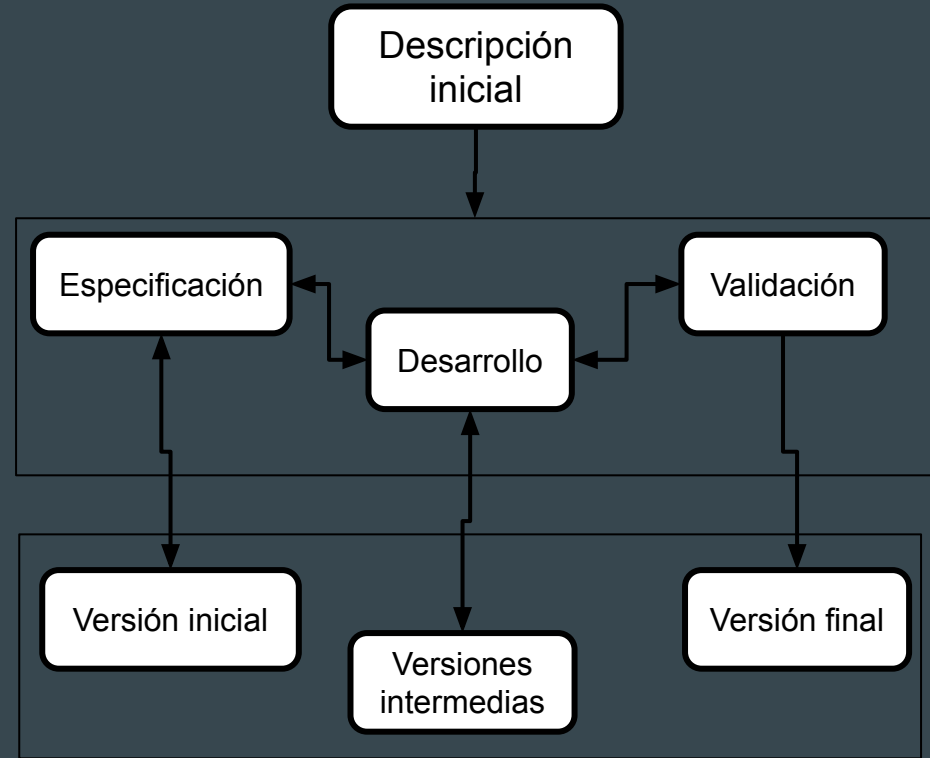 Descripción
inicial
Especificación
Validación
Desarrollo
Versión inicial
Versión final
Versiones
intermedias